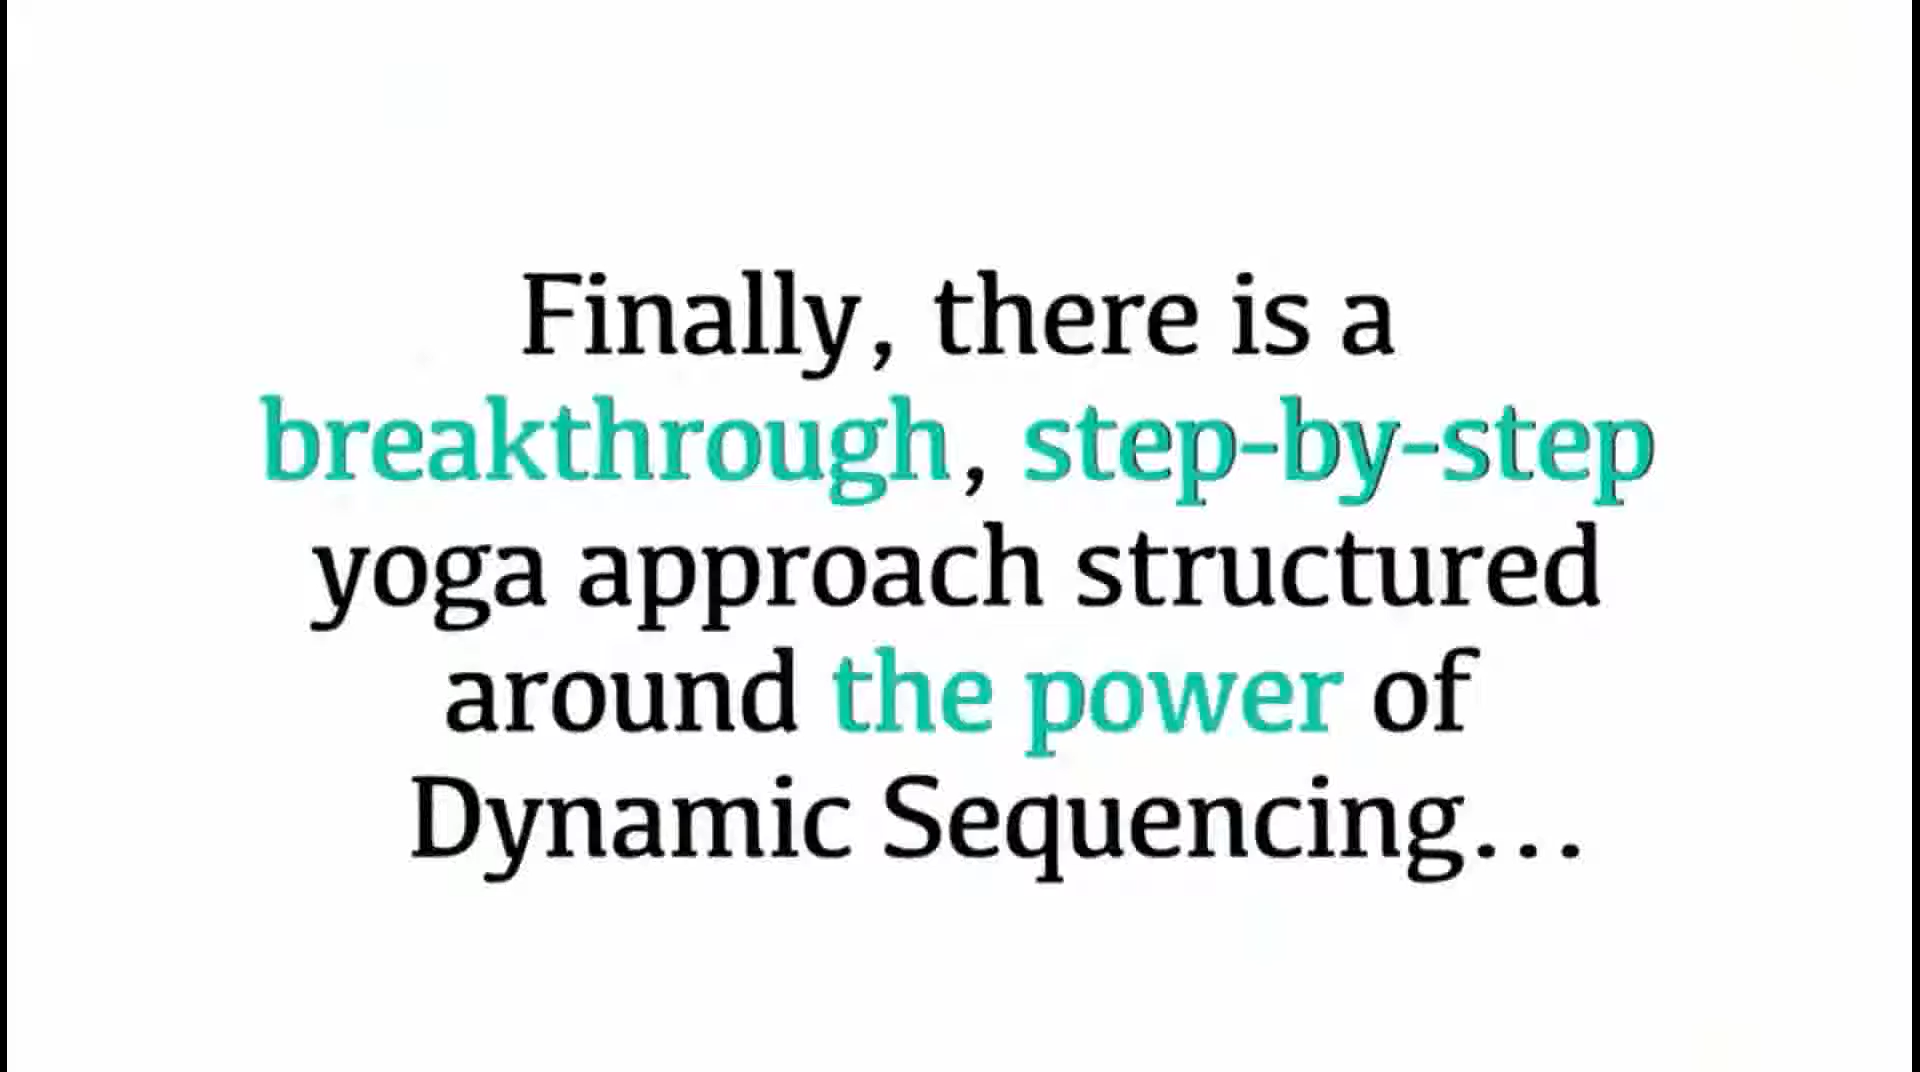 Finally, there is a
breakthrough, step-by-step
yoga approach structured
around the power of
Dynamic Sequencing...